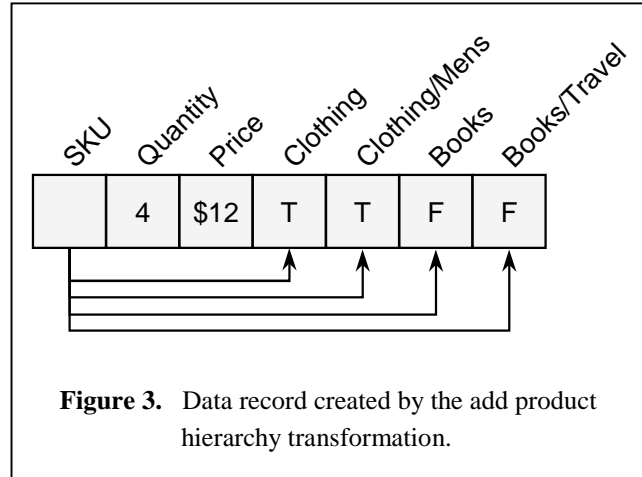 SKU
Quantity
Price
Clothing
Clothing/Mens
Books
Books/Travel
4
$12
T
T
F
F
Figure 3. Data record created by the add product
hierarchy transformation.